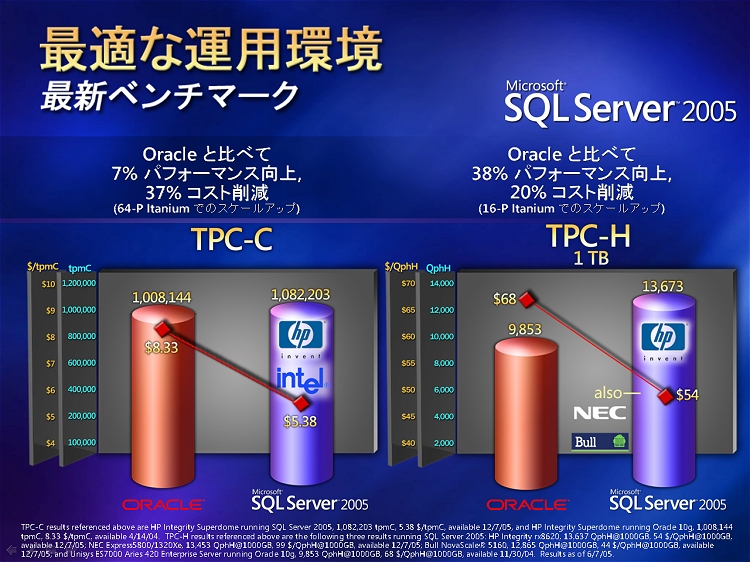 最適な運用環境
最新ベンチマーク
Microsoft®
SQL Server™ 2005
Oracle と比べて
7% パフォーマンス向上,
37% コスト削減
(64-P Itanium でのスケールアップ)
Oracle と比べて
38% パフォーマンス向上,
20% コスト削減
(16-P Itanium でのスケールアップ)
TPC-C
$/tpmC tpmC
$10 1,200,000
$9 1,000,000
$8 800,000
$7 600,000
$6 400,000
$5 200,000
$4 100,000
1,008,144
$8.33
1,082,203
hp
invent
intel
$5.38
ORACLE
Microsoft®
SQL Server 2005
TPC-H
1 TB
$/QphH QphH
$70 14,000
$65 12,000
$60 10,000
$55 8,000
$50 6,000
$45 4,000
$40 2,000
$68
9,853
13,673
hp
invent
also
$54
NEC
Bull
ORACLE
Microsoft®
SQL Server 2005
TPC-C results referenced above are HP Integrity Superdome running SQL Server 2005, 1,082,203 tpmC, 5.38 $/tpmC, available 12/7/05, and HP Integrity Superdome running Oracle 10g, 1,008,144
tpmC, 8.33 $/tpmC, available 4/14/04. TPC-H results referenced above are the following three results running SQL Server 2005: HP Integrity rx8620, 13,637 QphH@1000GB, 54 $/QphH@1000GB,
available 12/7/05; NEC Express5800/1320Xe, 13,453 QphH@1000GB, 99 $/QphH@1000GB, available 12/7/05; Bull NovaScale® 5160, 12,865 QphH@1000GB, 44 $/QphH@1000GB, available
12/7/05; and Unisys ES7000 Aries 420 Enterprise Server running Oracle 10g, 9,853 QphH@1000GB, 68 $/QphH@1000GB, available 11/30/04. Results as of 6/7/05.